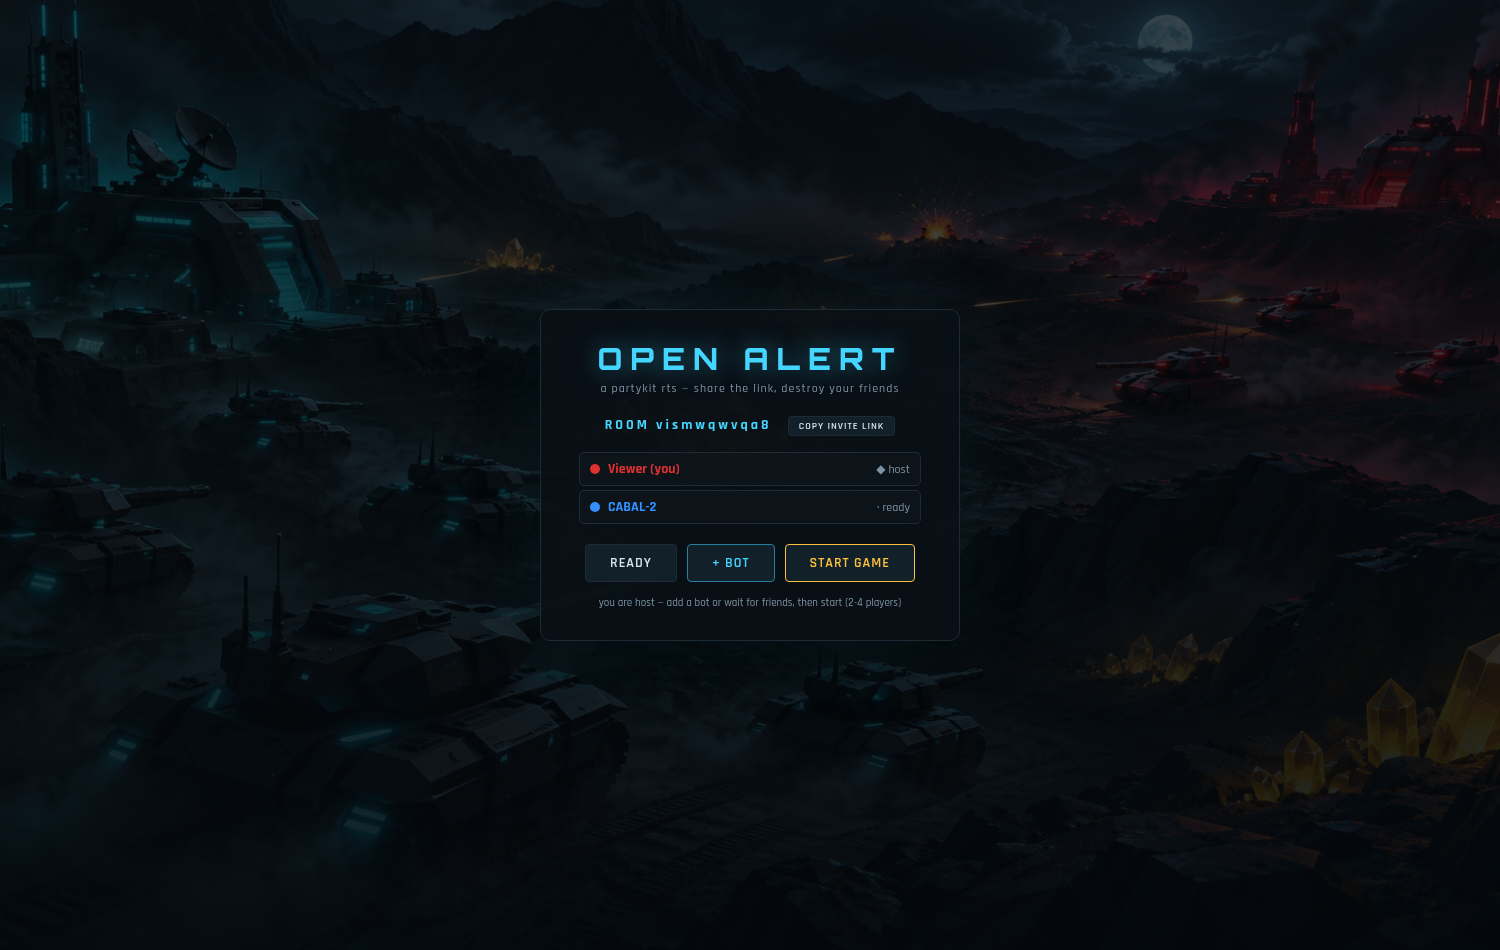 OPEN ALERT
a partykit rts – share the link, destroy your friends
ROOM vismwqwvqa8 COPY INVITE LINK
Viewer (you) ◆ host
CABAL-2 · ready
READY + BOT START GAME
you are host – add a bot or wait for friends, then start (2-4 players)